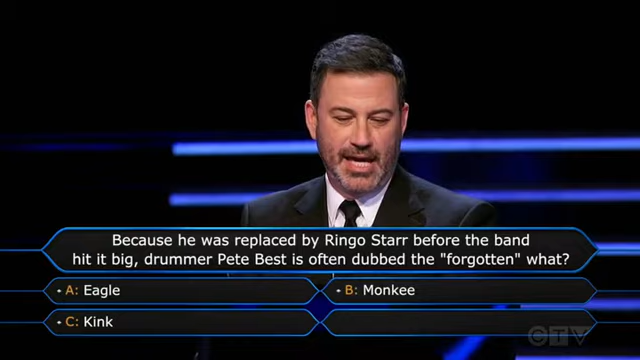 Because he was replaced by Ringo Starr before the band
hit it big, drummer Pete Best is often dubbed the "forgotten" what?
• A: Eagle
• B: Monkee
• C: Kink
CTV